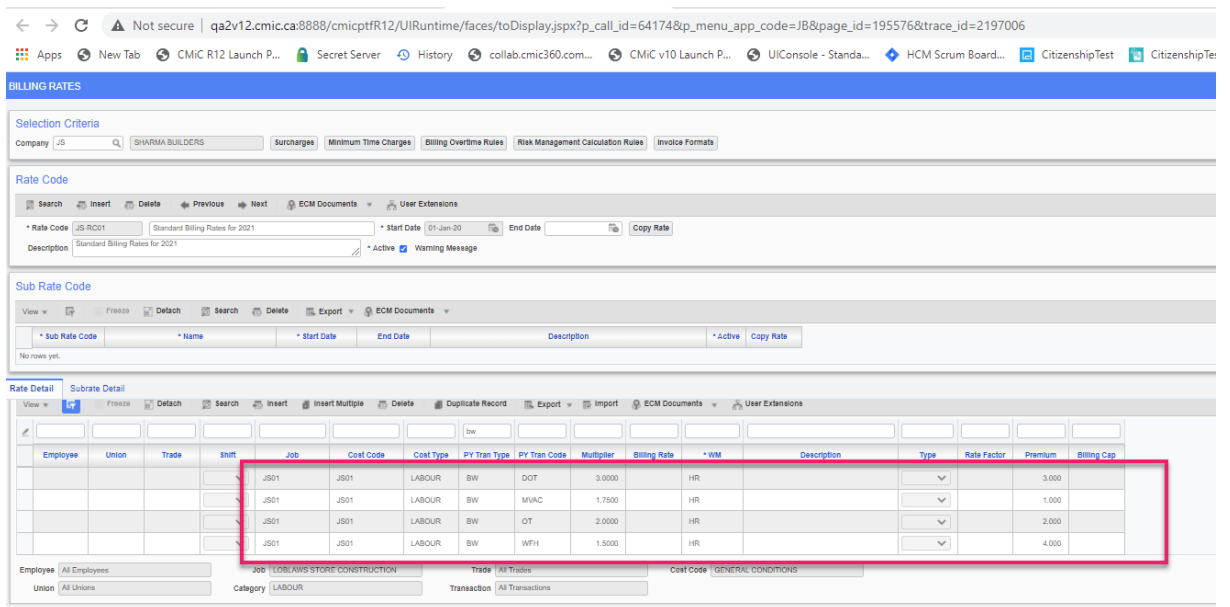 Not secure | qa2v12.cmic.ca:8888/cmicptfR12/UIRuntime/faces/toDisplay.jspx?p_call_id=64174&p_menu_app_code=JB&page_id=195576&trace_id=2197006
Apps New Tab CMiC R12 Launch P... Secret Server History collab.cmic360.com... CMiC v10 Launch P... UIConsole - Standa... HCM Scrum Board... CitizenshipTest CitizenshipTes
BILLING RATES
Selection Criteria
Company JS SHARMA BUILDERS Surcharges Minimum Time Charges Billing Overtime Rules Risk Management Calculation Rules Invoice Formats
Rate Code
Search Insert Delete Previous Next ECM Documents User Extensions
* Rate Code JS-RC01 Standard Billing Rates for 2021 * Start Date 01-Jan-20 End Date Copy Rate
Description Standard Billing Rates for 2021 * Active Warning Message
Sub Rate Code
View Freeze Detach Search Delete Export ECM Documents
* Sub Rate Code * Name * Start Date End Date Description * Active Copy Rate
No rows yet.
Rate Detail Subrate Detail
View Freeze Detach Search Insert Insert Multiple Delete Duplicate Record Export Import ECM Documents User Extensions
bw
Employee Union Trade Shift Job Cost Code Cost Type PY Tran Type PY Tran Code Multiplier Billing Rate * WM Description Type Rate Factor Premium Billing Cap
JS01 JS01 LABOUR BW DOT 3.0000 HR 3.000
JS01 JS01 LABOUR BW MVAC 1.7500 HR 1.000
JS01 JS01 LABOUR BW OT 2.0000 HR 2.000
JS01 JS01 LABOUR BW WFH 1.5000 HR 4.000
Employee All Employees Job LOBLAWS STORE CONSTRUCTION Trade All Trades Cost Code GENERAL CONDITIONS
Union All Unions Category LABOUR Transaction All Transactions